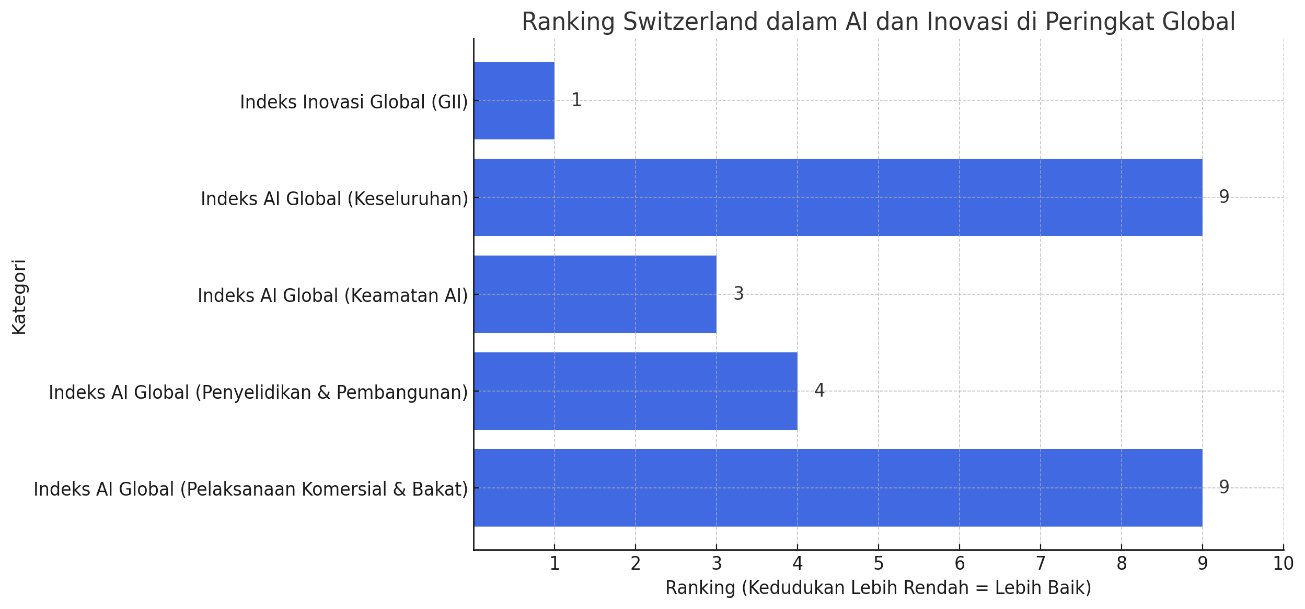 Ranking Switzerland dalam AI dan Inovasi di Peringkat Global
Kategori
Indeks Inovasi Global (GII)
1
Indeks AI Global (Keseluruhan)
9
Indeks AI Global (Keamatan AI)
3
Indeks AI Global (Penyelidikan & Pembangunan)
4
Indeks AI Global (Pelaksanaan Komersial & Bakat)
9
1 2 3 4 5 6 7 8 9 10
Ranking (Kedudukan Lebih Rendah = Lebih Baik)